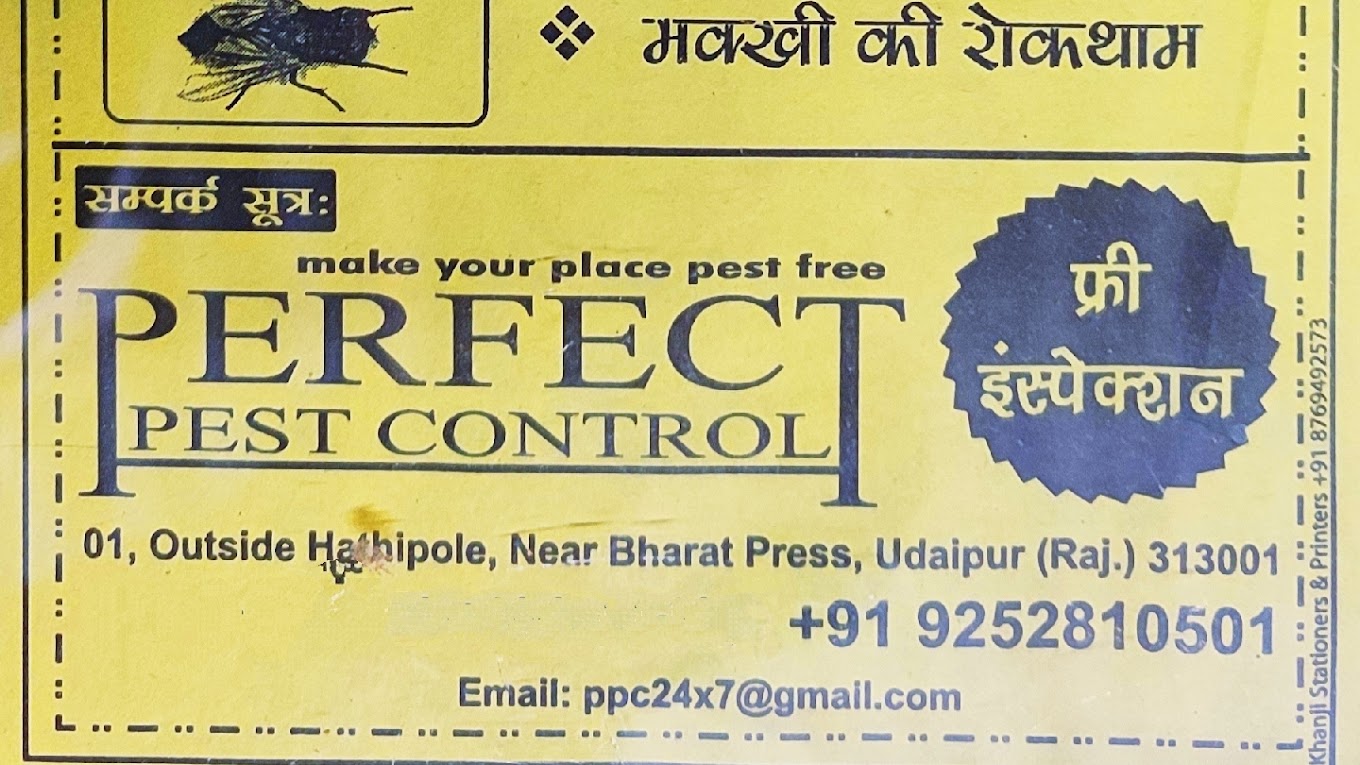 ❖ मक्खी की रोकथाम
सम्पर्क सूत्र:
make your place pest free
PERFECT
PEST CONTROL
फ्री
इंस्पेक्शन
01, Outside Hathipole, Near Bharat Press, Udaipur (Raj.) 313001
+91 9252810501
Email: ppc24x7@gmail.com
Khanji Stationers & Printers +91 8769492573